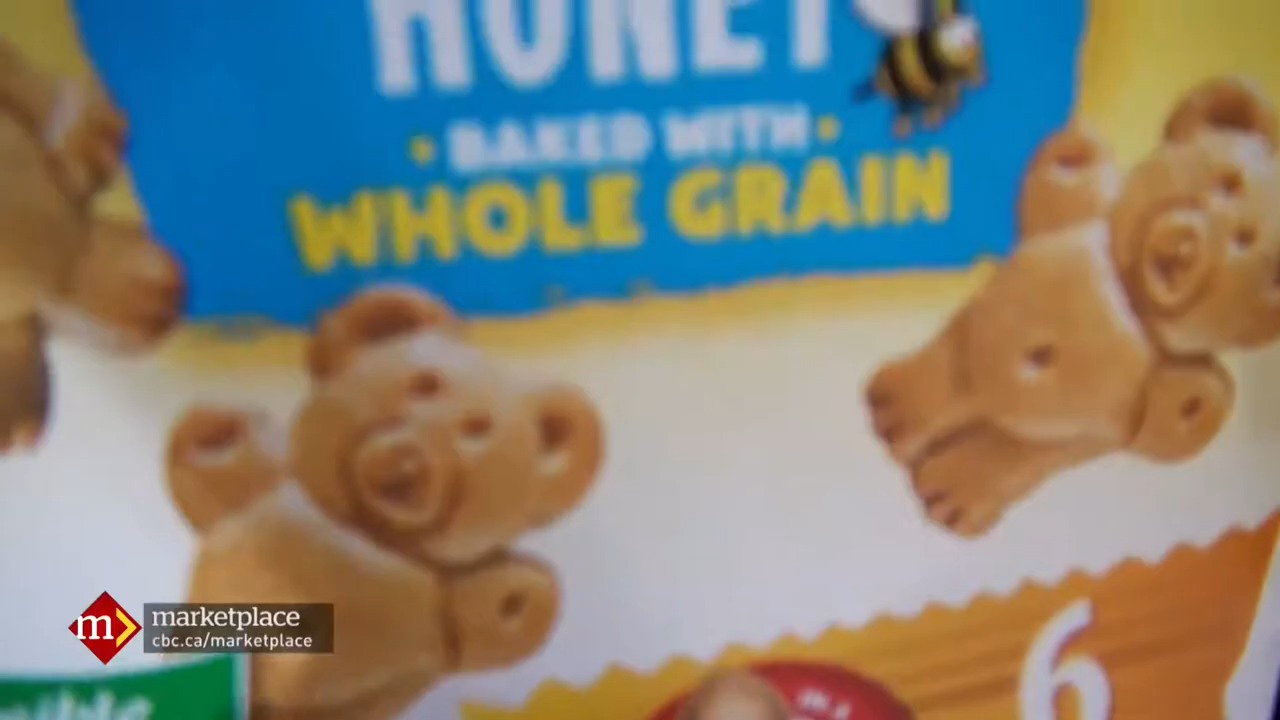 HONEY
BAKED WITH
WHOLE GRAIN
6
m
marketplace
cbc.ca/marketplace